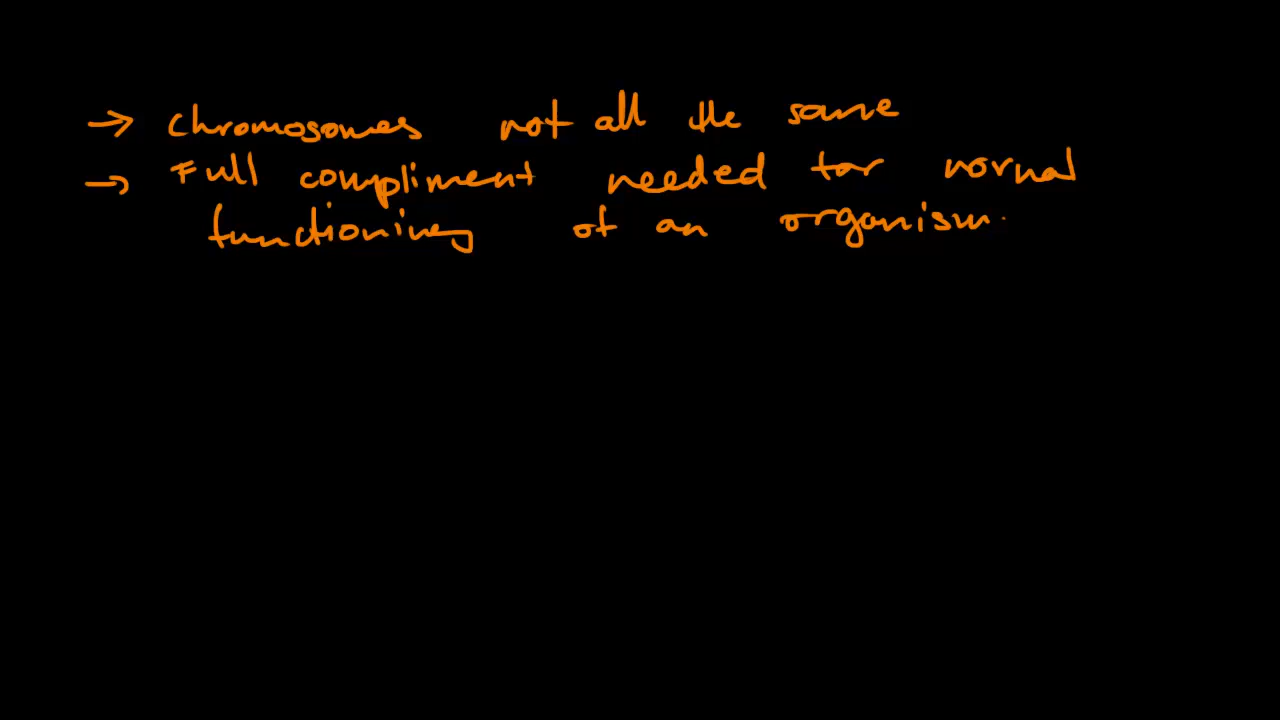 → chromosomes not all the same
→ Full compliment needed for normal
functioning of an organism.